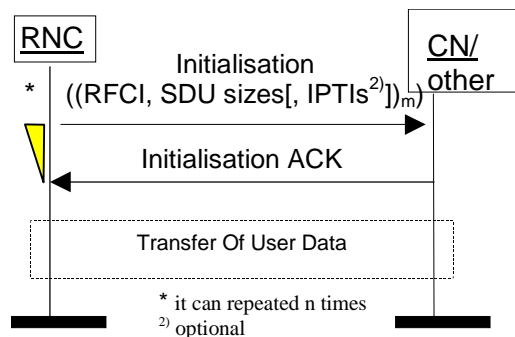 RNC
CN/
other
Initialisation
* ((RFCI, SDU sizes[, IPTIs2)])m)
Initialisation ACK
Transfer Of User Data
* it can repeated n times
2) optional